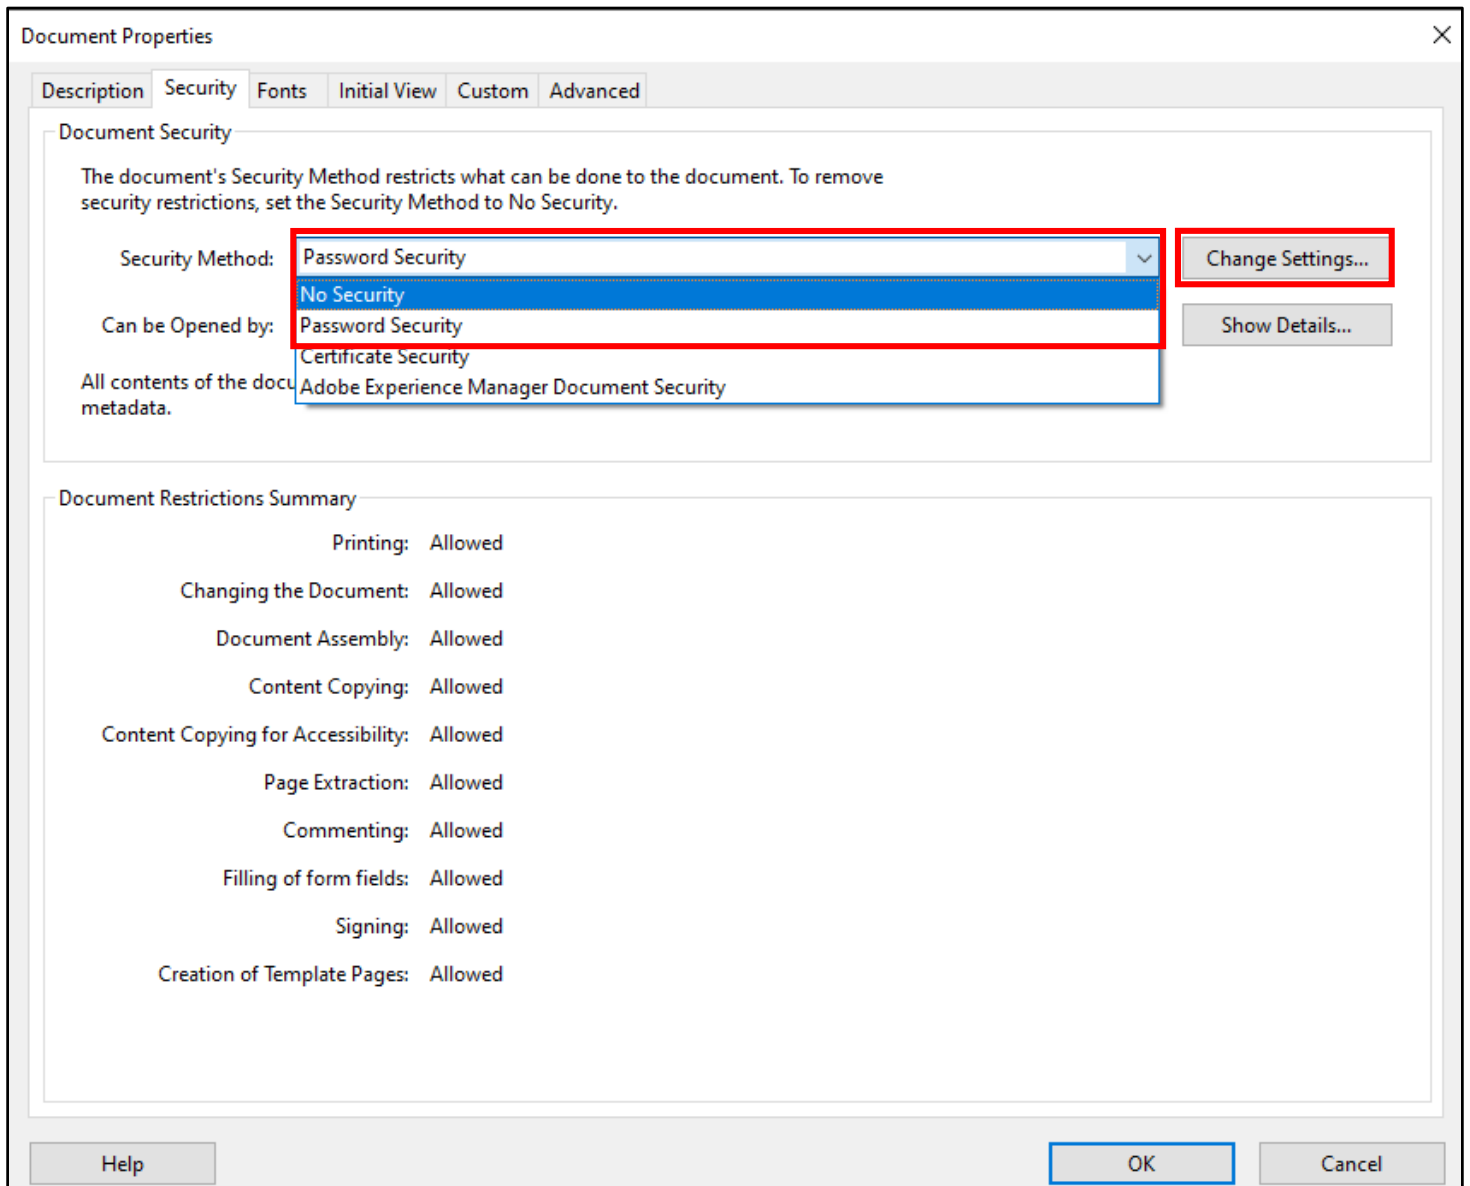 Document Properties
Description Security Fonts Initial View Custom Advanced
Document Security
The document's Security Method restricts what can be done to the document. To remove
security restrictions, set the Security Method to No Security.
Security Method: Password Security Change Settings...
No Security
Can be Opened by: Password Security Show Details...
Certificate Security
All contents of the docu Adobe Experience Manager Document Security
metadata.
Document Restrictions Summary
Printing: Allowed
Changing the Document: Allowed
Document Assembly: Allowed
Content Copying: Allowed
Content Copying for Accessibility: Allowed
Page Extraction: Allowed
Commenting: Allowed
Filling of form fields: Allowed
Signing: Allowed
Creation of Template Pages: Allowed
Help OK Cancel